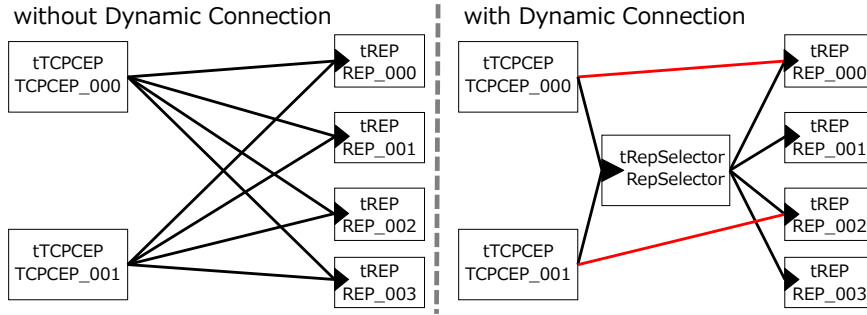 without Dynamic Connection
tTCPCEP
TCPCEP_000
tTCPCEP
TCPCEP_001
tREP
REP_000
tREP
REP_001
tREP
REP_002
tREP
REP_003
with Dynamic Connection
tTCPCEP
TCPCEP_000
tTCPCEP
TCPCEP_001
tRepSelector
RepSelector
tREP
REP_000
tREP
REP_001
tREP
REP_002
tREP
REP_003